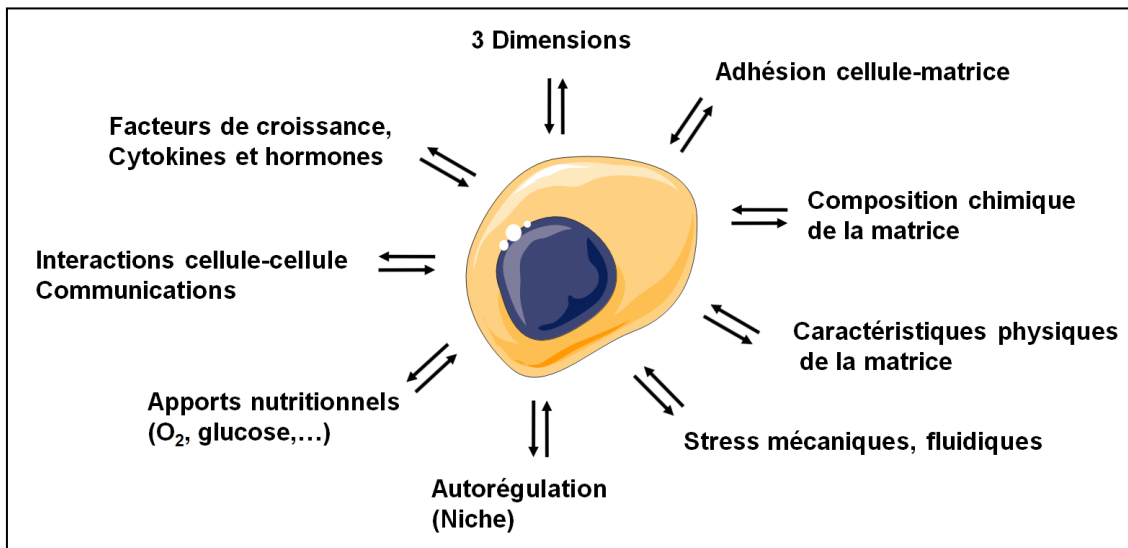 3 Dimensions
Adhésion cellule-matrice
Facteurs de croissance,
Cytokines et hormones
Composition chimique
de la matrice
Interactions cellule-cellule
Communications
Caractéristiques physiques
de la matrice
Apports nutritionnels
(O₂, glucose,...)
Stress mécaniques, fluidiques
Autorégulation
(Niche)